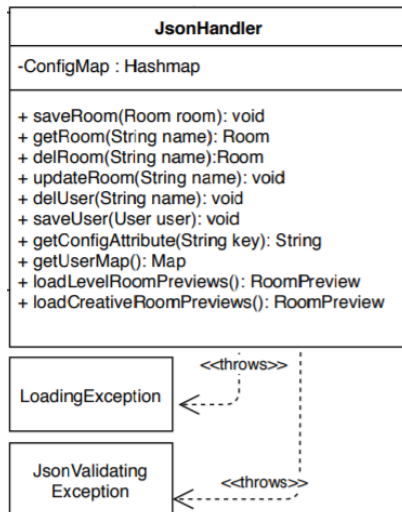 JsonHandler
-ConfigMap : Hashmap
+ saveRoom(Room room): void
+ getRoom(String name): Room
+ delRoom(String name):Room
+ updateRoom(String name): void
+ delUser(String name): void
+ saveUser(User user): void
+ getConfigAttribute(String key): String
+ getUserMap(): Map
+ loadLevelRoomPreviews(): RoomPreview
+ loadCreativeRoomPreviews(): RoomPreview
<<throws>>
LoadingException
JsonValidating
Exception
<<throws>>